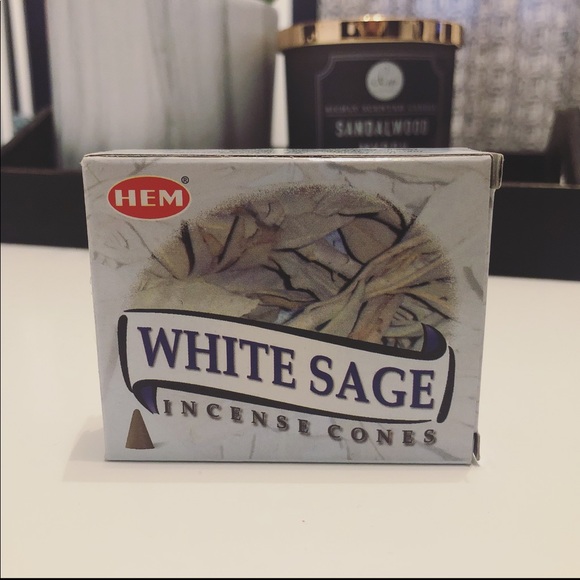 SANDALWOOD
HEM®
WHITE SAGE
INCENSE CONES